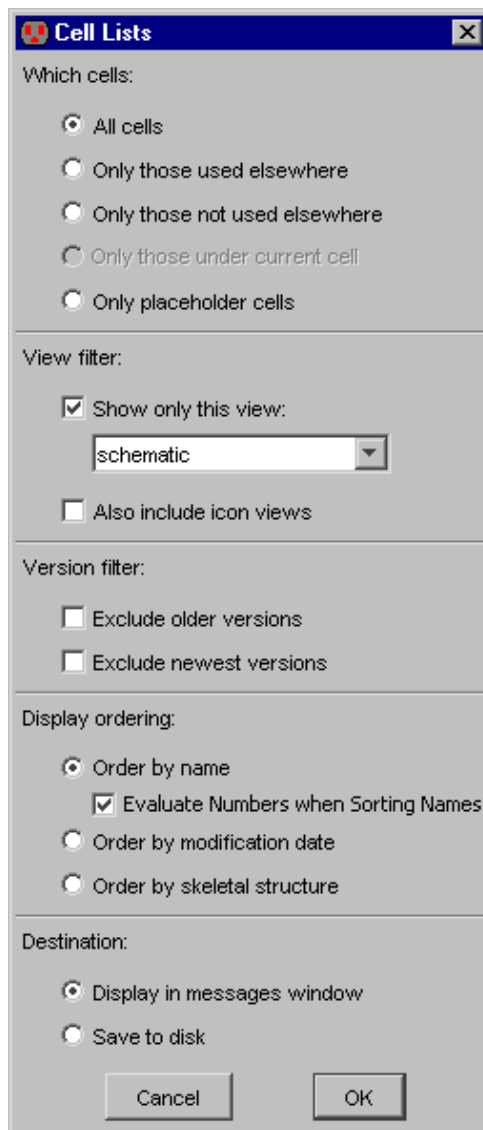 Cell Lists
Which cells:
All cells
Only those used elsewhere
Only those not used elsewhere
Only those under current cell
Only placeholder cells
View filter:
Show only this view:
schematic
Also include icon views
Version filter:
Exclude older versions
Exclude newest versions
Display ordering:
Order by name
Evaluate Numbers when Sorting Names
Order by modification date
Order by skeletal structure
Destination:
Display in messages window
Save to disk
Cancel OK